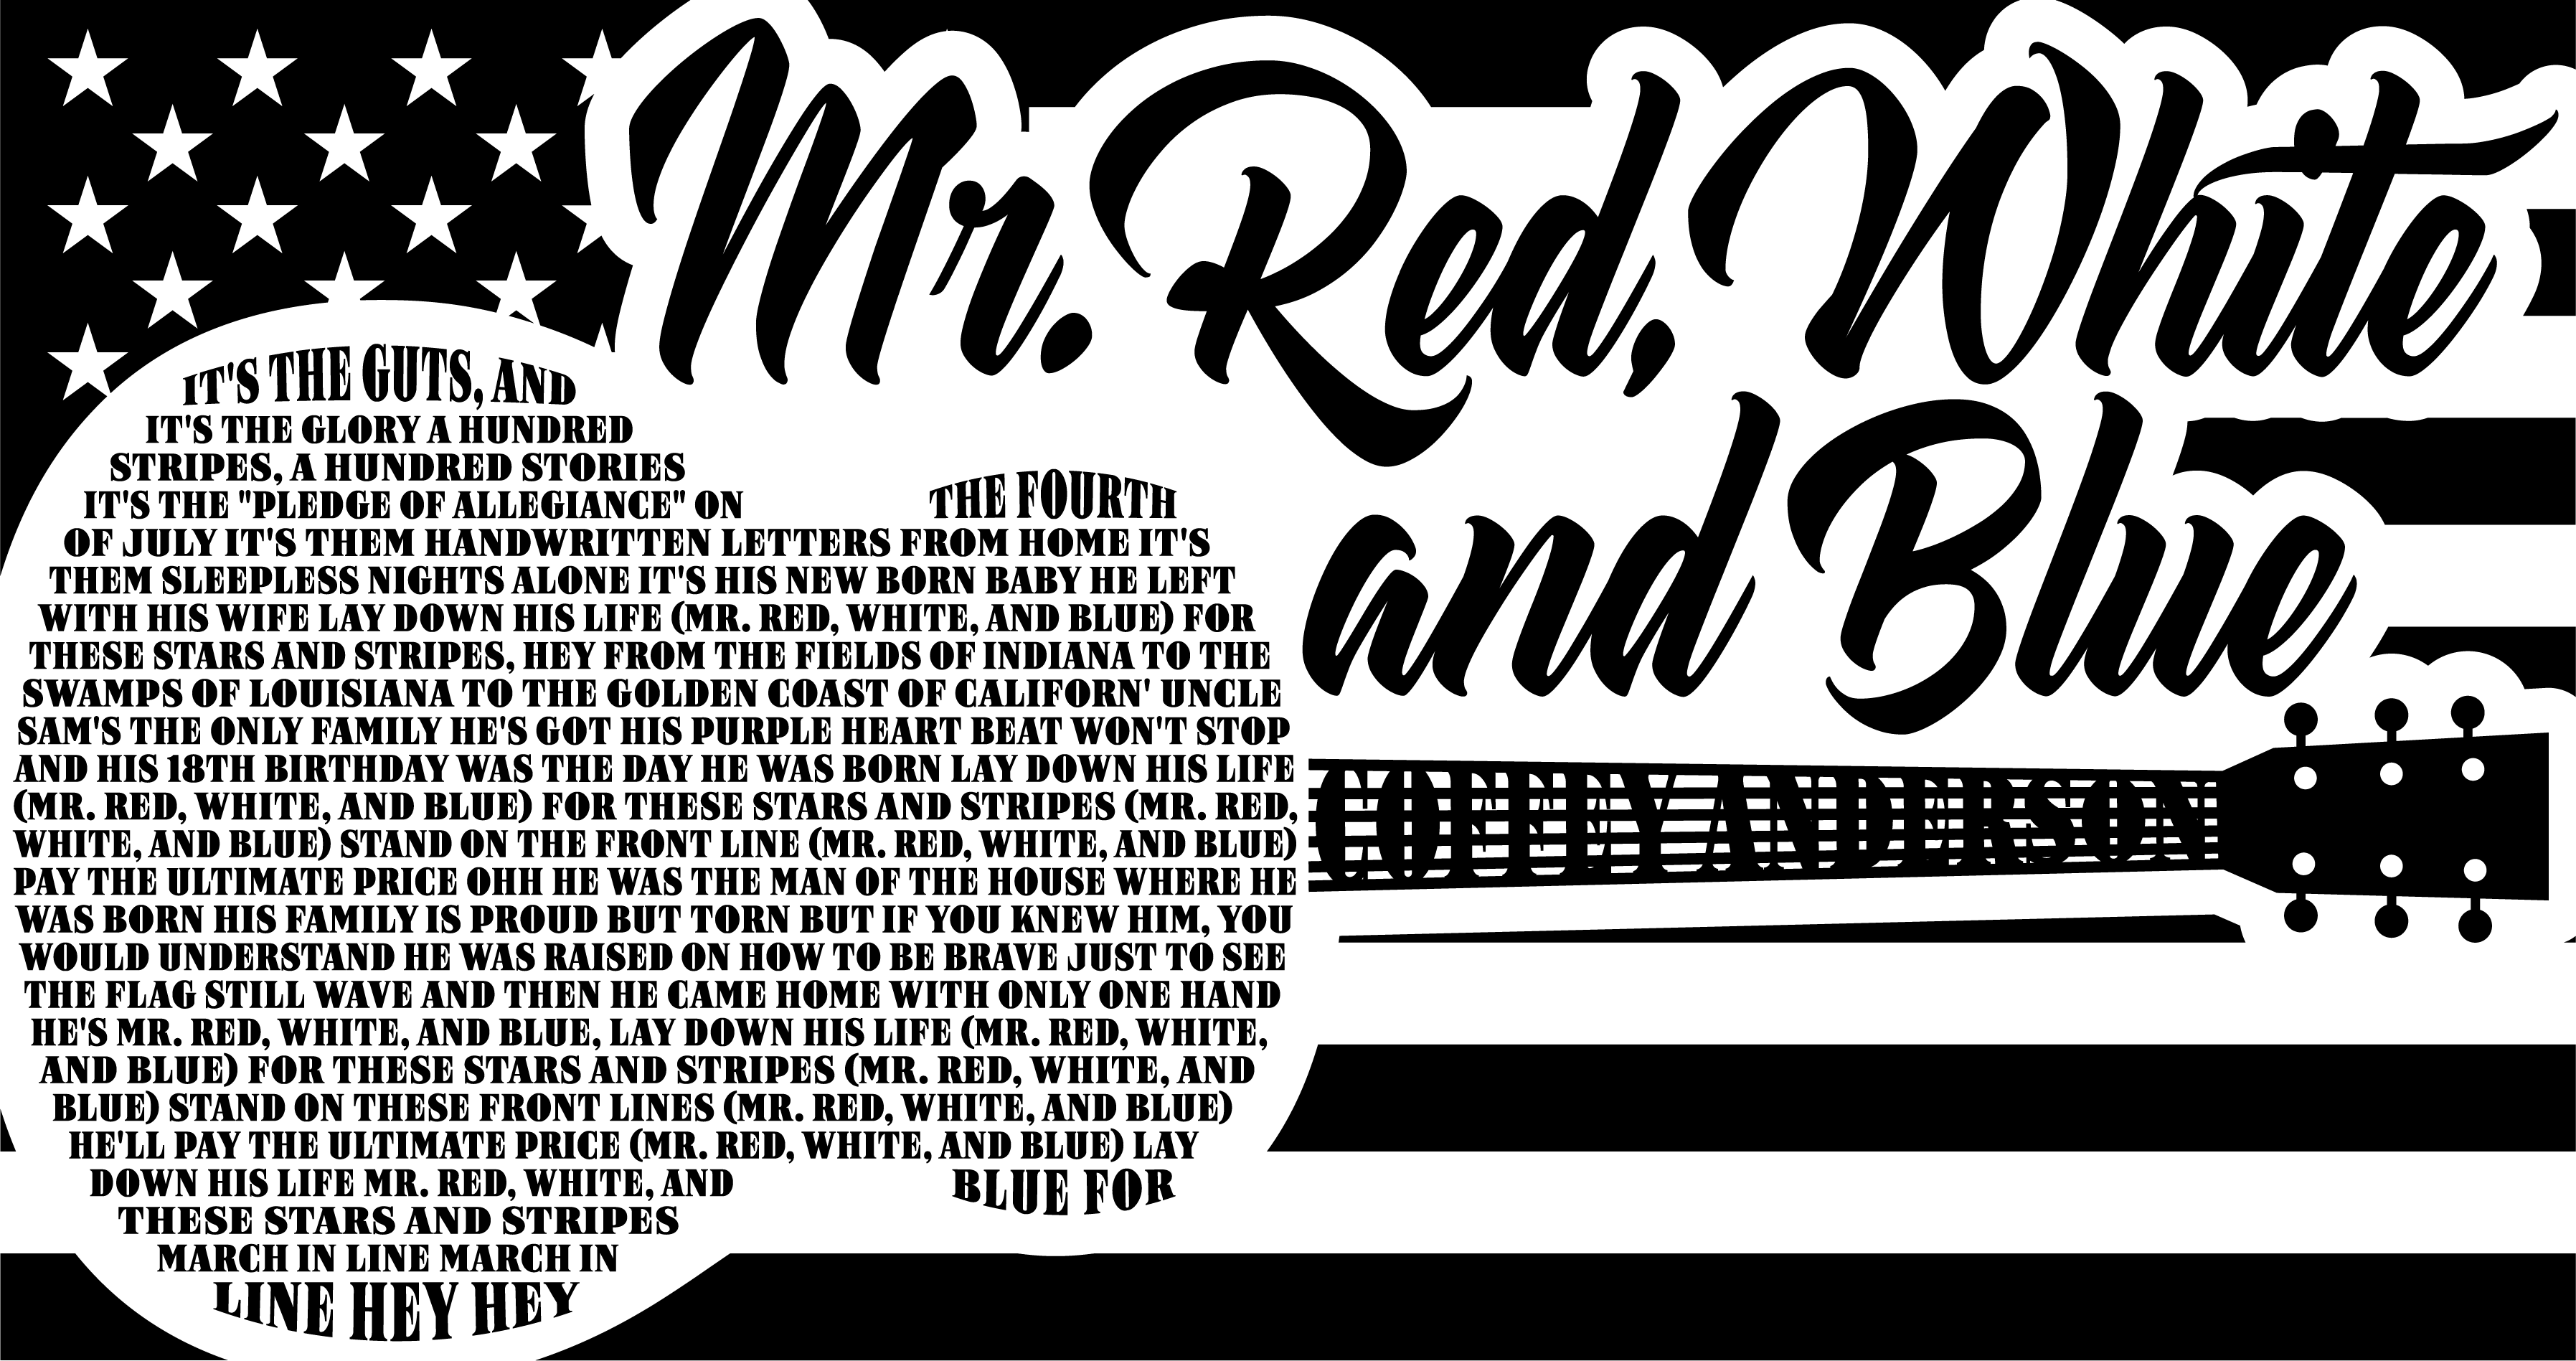 Mr. Red, White
and Blue
IT'S THE GUTS, AND
IT'S THE GLORY A HUNDRED
STRIPES, A HUNDRED STORIES
IT'S THE "PLEDGE OF ALLEGIANCE" ON
THE FOURTH
OF JULY IT'S THEM HANDWRITTEN LETTERS FROM HOME IT'S
THEM SLEEPLESS NIGHTS ALONE IT'S HIS NEW BORN BABY HE LEFT
WITH HIS WIFE LAY DOWN HIS LIFE (MR. RED, WHITE, AND BLUE) FOR
THESE STARS AND STRIPES, HEY FROM THE FIELDS OF INDIANA TO THE
SWAMPS OF LOUISIANA TO THE GOLDEN COAST OF CALIFORN' UNCLE
SAM'S THE ONLY FAMILY HE'S GOT HIS PURPLE HEART BEAT WON'T STOP
AND HIS 18TH BIRTHDAY WAS THE DAY HE WAS BORN LAY DOWN HIS LIFE
(MR. RED, WHITE, AND BLUE) FOR THESE STARS AND STRIPES (MR. RED,
WHITE, AND BLUE) STAND ON THE FRONT LINE (MR. RED, WHITE, AND BLUE)
PAY THE ULTIMATE PRICE OHH HE WAS THE MAN OF THE HOUSE WHERE HE
WAS BORN HIS FAMILY IS PROUD BUT TORN BUT IF YOU KNEW HIM, YOU
WOULD UNDERSTAND HE WAS RAISED ON HOW TO BE BRAVE JUST TO SEE
THE FLAG STILL WAVE AND THEN HE CAME HOME WITH ONLY ONE HAND
HE'S MR. RED, WHITE, AND BLUE, LAY DOWN HIS LIFE (MR. RED, WHITE,
AND BLUE) FOR THESE STARS AND STRIPES (MR. RED, WHITE, AND
BLUE) STAND ON THESE FRONT LINES (MR. RED, WHITE, AND BLUE)
HE'LL PAY THE ULTIMATE PRICE (MR. RED, WHITE, AND BLUE) LAY
DOWN HIS LIFE MR. RED, WHITE, AND
BLUE FOR
THESE STARS AND STRIPES
MARCH IN LINE MARCH IN
LINE HEY HEY
COFFEY ANDERSON